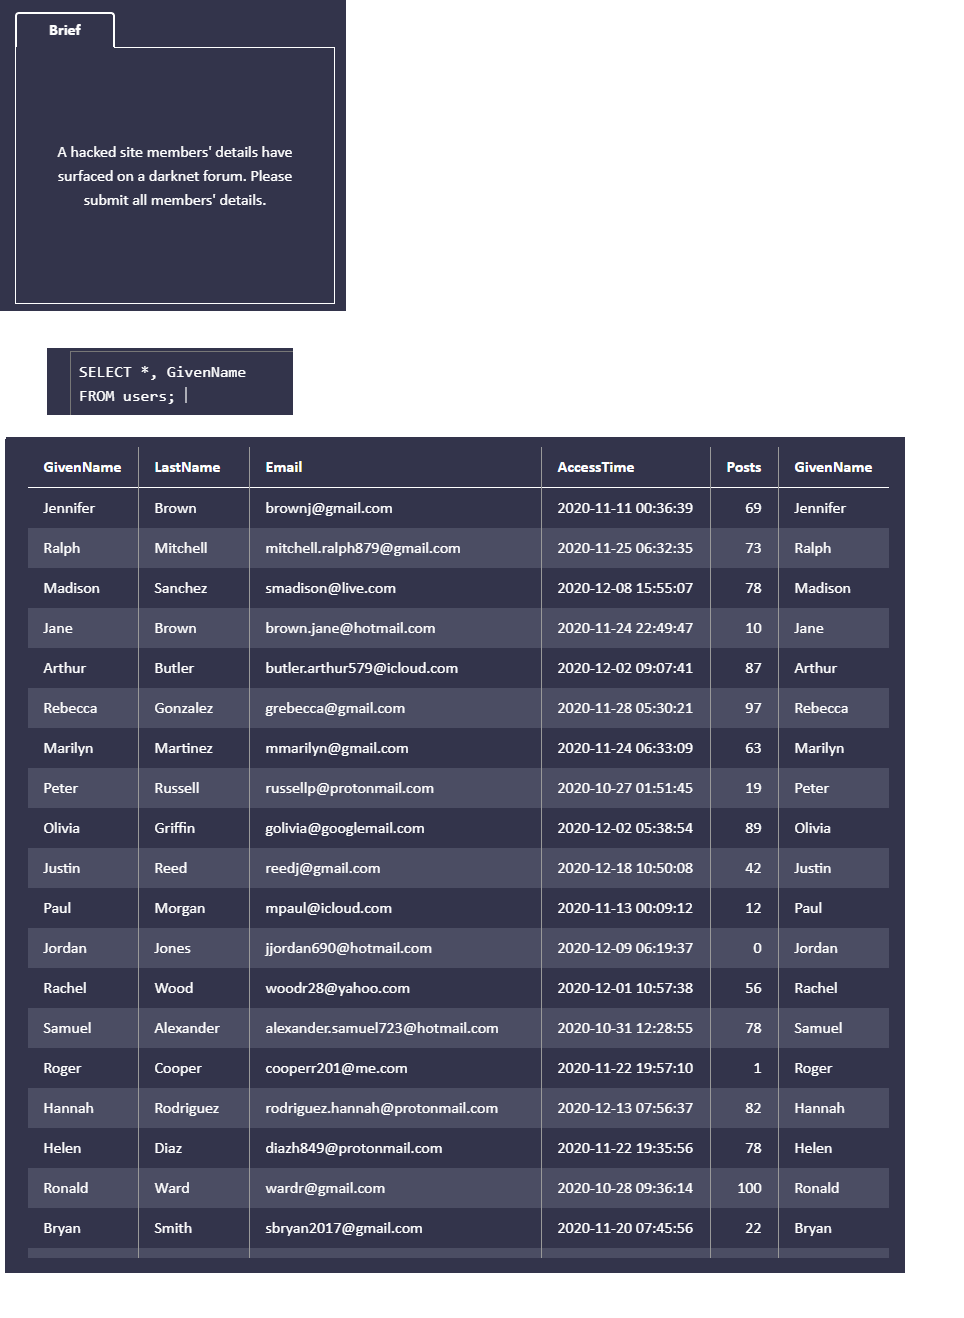 Brief
A hacked site members' details have
surfaced on a darknet forum. Please
submit all members' details.
SELECT *, GivenName
FROM users;
GivenName LastName Email AccessTime Posts GivenName
Jennifer Brown brownj@gmail.com 2020-11-11 00:36:39 69 Jennifer
Ralph Mitchell mitchell.ralph879@gmail.com 2020-11-25 06:32:35 73 Ralph
Madison Sanchez smadison@live.com 2020-12-08 15:55:07 78 Madison
Jane Brown brown.jane@hotmail.com 2020-11-24 22:49:47 10 Jane
Arthur Butler butler.arthur579@icloud.com 2020-12-02 09:07:41 87 Arthur
Rebecca Gonzalez grebecca@gmail.com 2020-11-28 05:30:21 97 Rebecca
Marilyn Martinez mmarilyn@gmail.com 2020-11-24 06:33:09 63 Marilyn
Peter Russell russellp@protonmail.com 2020-10-27 01:51:45 19 Peter
Olivia Griffin golivia@googlemail.com 2020-12-02 05:38:54 89 Olivia
Justin Reed reedj@gmail.com 2020-12-18 10:50:08 42 Justin
Paul Morgan mpaul@icloud.com 2020-11-13 00:09:12 12 Paul
Jordan Jones jjordan690@hotmail.com 2020-12-09 06:19:37 0 Jordan
Rachel Wood woodr28@yahoo.com 2020-12-01 10:57:38 56 Rachel
Samuel Alexander alexander.samuel723@hotmail.com 2020-10-31 12:28:55 78 Samuel
Roger Cooper cooperr201@me.com 2020-11-22 19:57:10 1 Roger
Hannah Rodriguez rodriguez.hannah@protonmail.com 2020-12-13 07:56:37 82 Hannah
Helen Diaz diazh849@protonmail.com 2020-11-22 19:35:56 78 Helen
Ronald Ward wardr@gmail.com 2020-10-28 09:36:14 100 Ronald
Bryan Smith sbryan2017@gmail.com 2020-11-20 07:45:56 22 Bryan